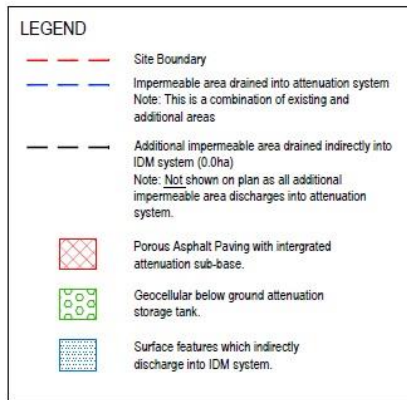 LEGEND
Site Boundary
Impermeable area drained into attenuation system
Note: This is a combination of existing and
additional areas
Additional impermeable area drained indirectly into
IDM system (0.0ha)
Note: Not shown on plan as all additional
impermeable area discharges into attenuation
system.
Porous Asphalt Paving with intergrated
attenuation sub-base.
Geocellular below ground attenuation
storage tank.
Surface features which indirectly
discharge into IDM system.